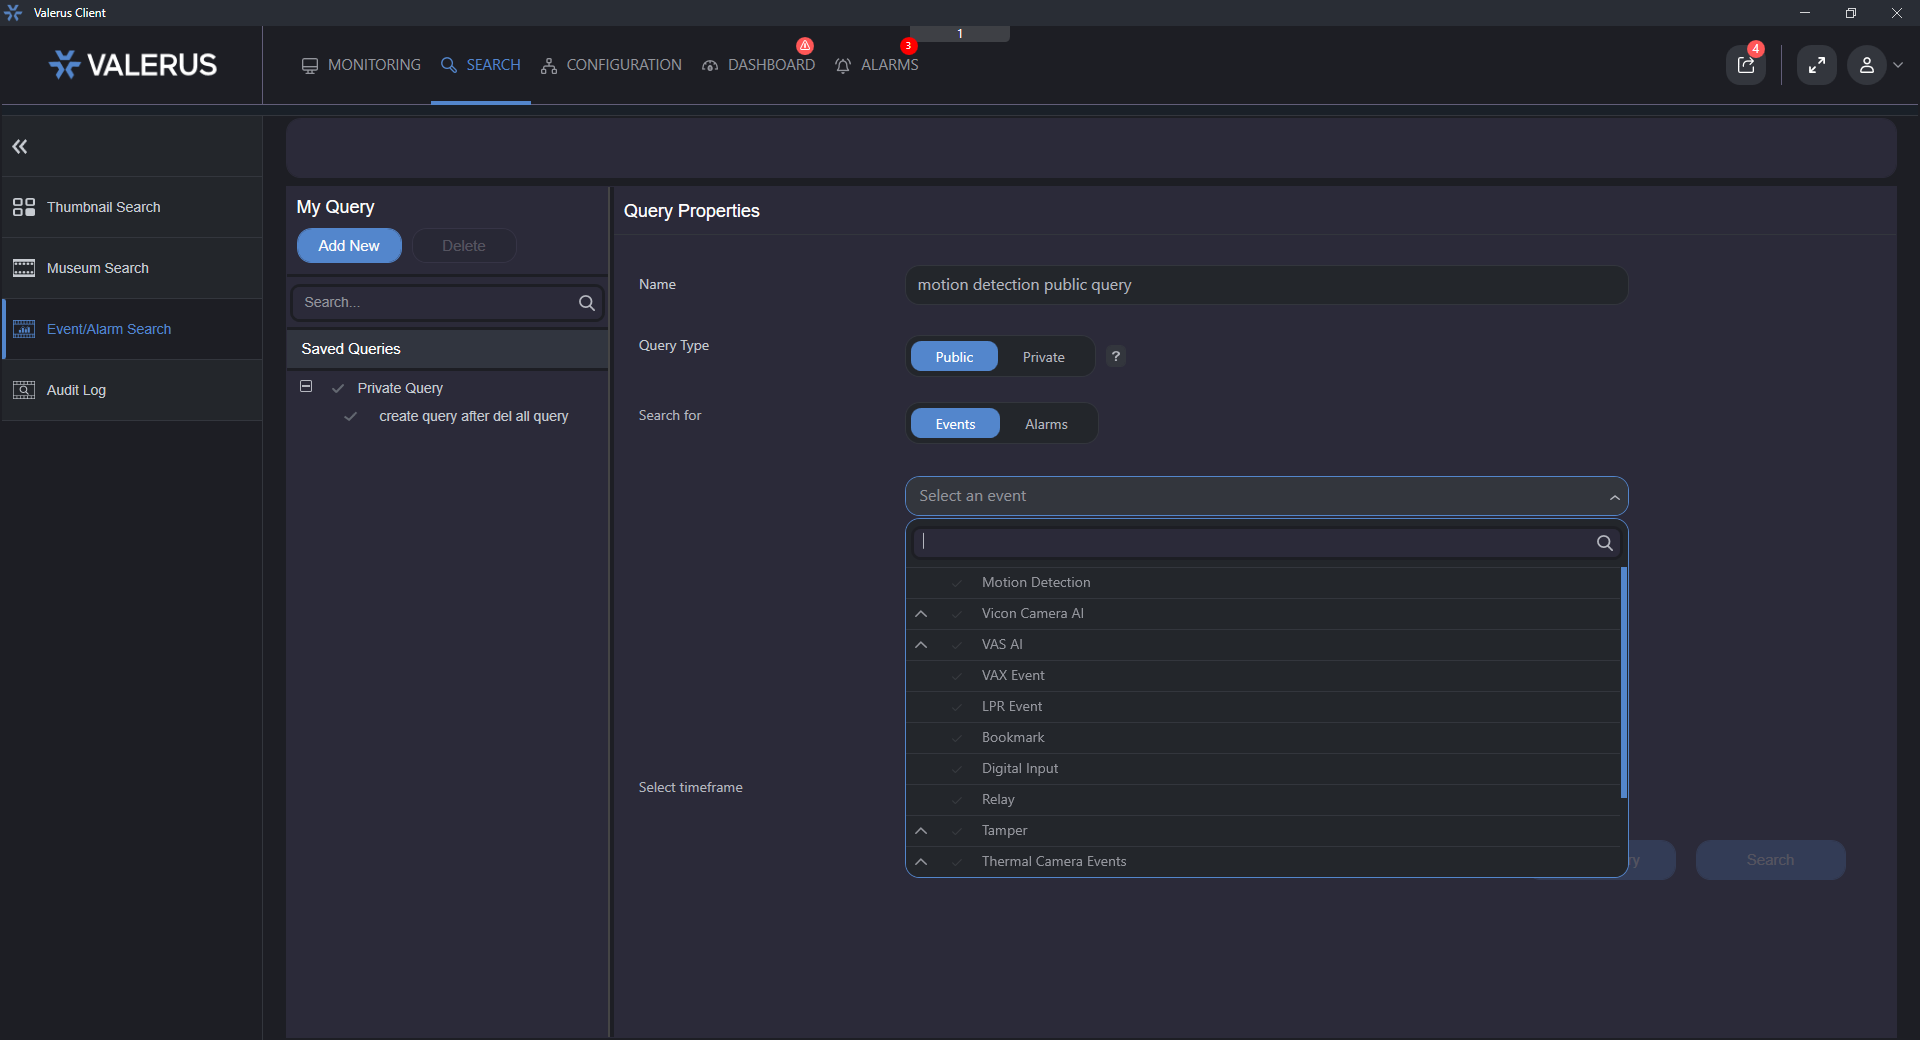 Valerus Client
1
VALERUS
MONITORING
SEARCH
CONFIGURATION
DASHBOARD
ALARMS
3
4
Thumbnail Search
Museum Search
Event/Alarm Search
Audit Log
My Query
Add New
Delete
Search...
Saved Queries
Private Query
create query after del all query
Query Properties
Name
motion detection public query
Query Type
Public
Private
?
Search for
Events
Alarms
Select an event
Motion Detection
Vicon Camera AI
VAS AI
VAX Event
LPR Event
Bookmark
Digital Input
Relay
Tamper
Thermal Camera Events
Select timeframe
ry
Search